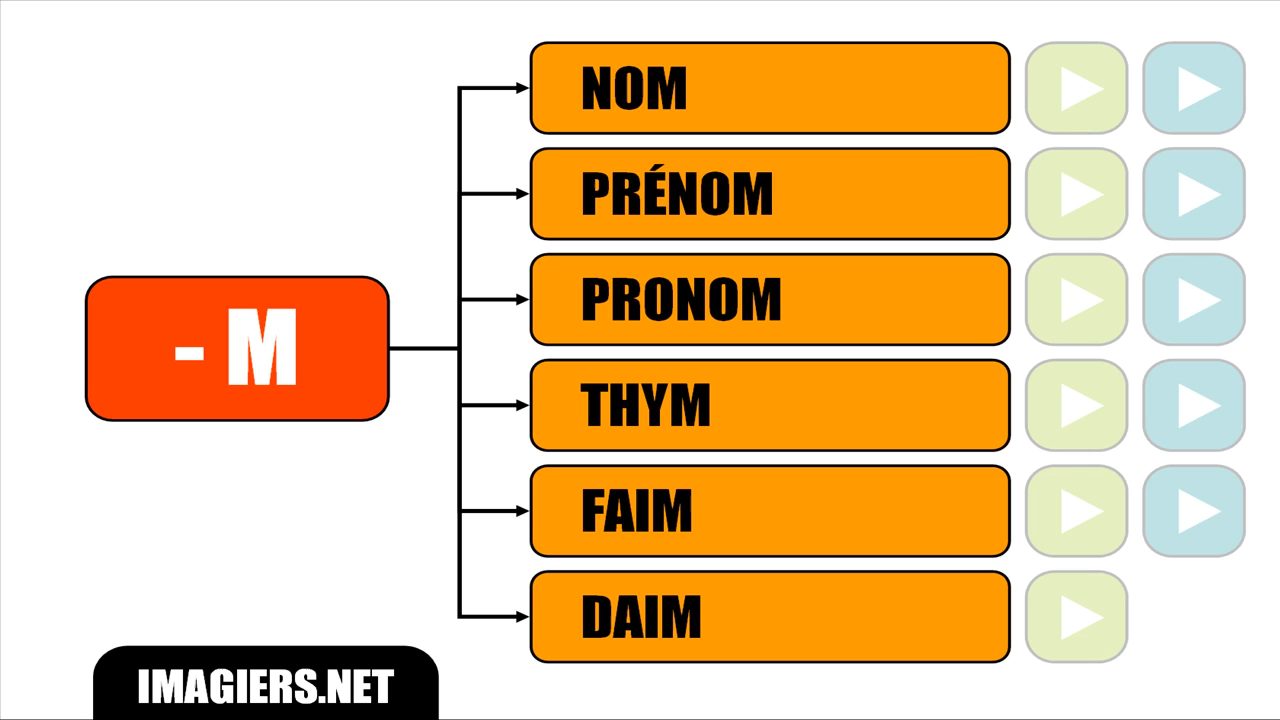 - M
NOM
PRÉNOM
PRONOM
THYM
FAIM
DAIM
IMAGIERS.NET